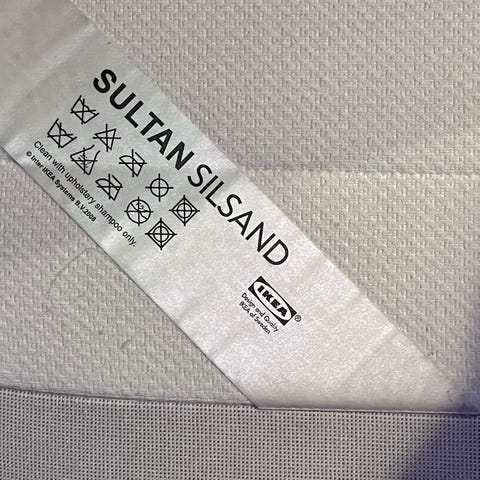 SULTAN SILSAND
Clean with upholstery shampoo only.
© Inter IKEA Systems B.V.2008
IKEA®
Design and Quality
IKEA of Sweden